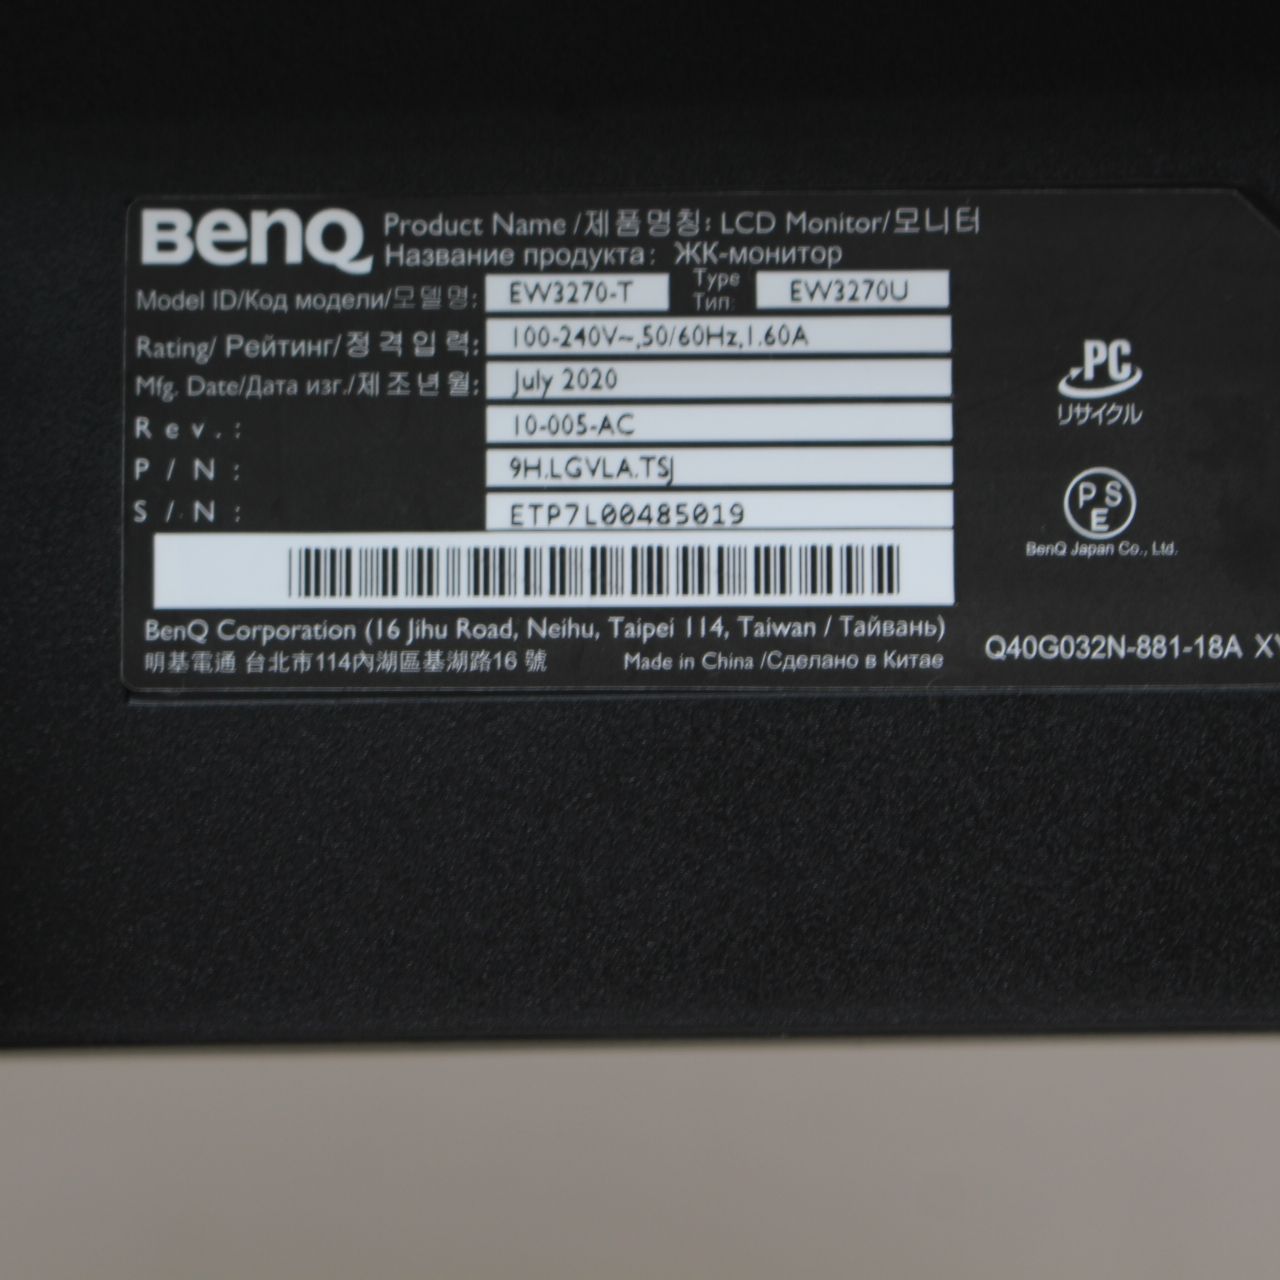 BenQ
Product Name /제품명칭: LCD Monitor/모니터
Название продукта: ЖК-монитор
Model ID/Код модели/모델명: EW3270-T Type Тип: EW3270U
Rating/ Рейтинг/정격입력: 100-240V~,50/60Hz,1.60A
Mfg. Date/Дата изг./제조년월: July 2020
Rev.: 10-005-AC
P/N: 9H.LGVLA.TSJ
S/N: ETP7L00485019
BenQ Corporation (16 Jihu Road, Neihu, Taipei 114, Taiwan / Тайвань)
明基電通 台北市114內湖區基湖路16 號 Made in China /Сделано в Китае
PC
リサイクル
PSE
BenQ Japan Co., Ltd.
Q40G032N-881-18A